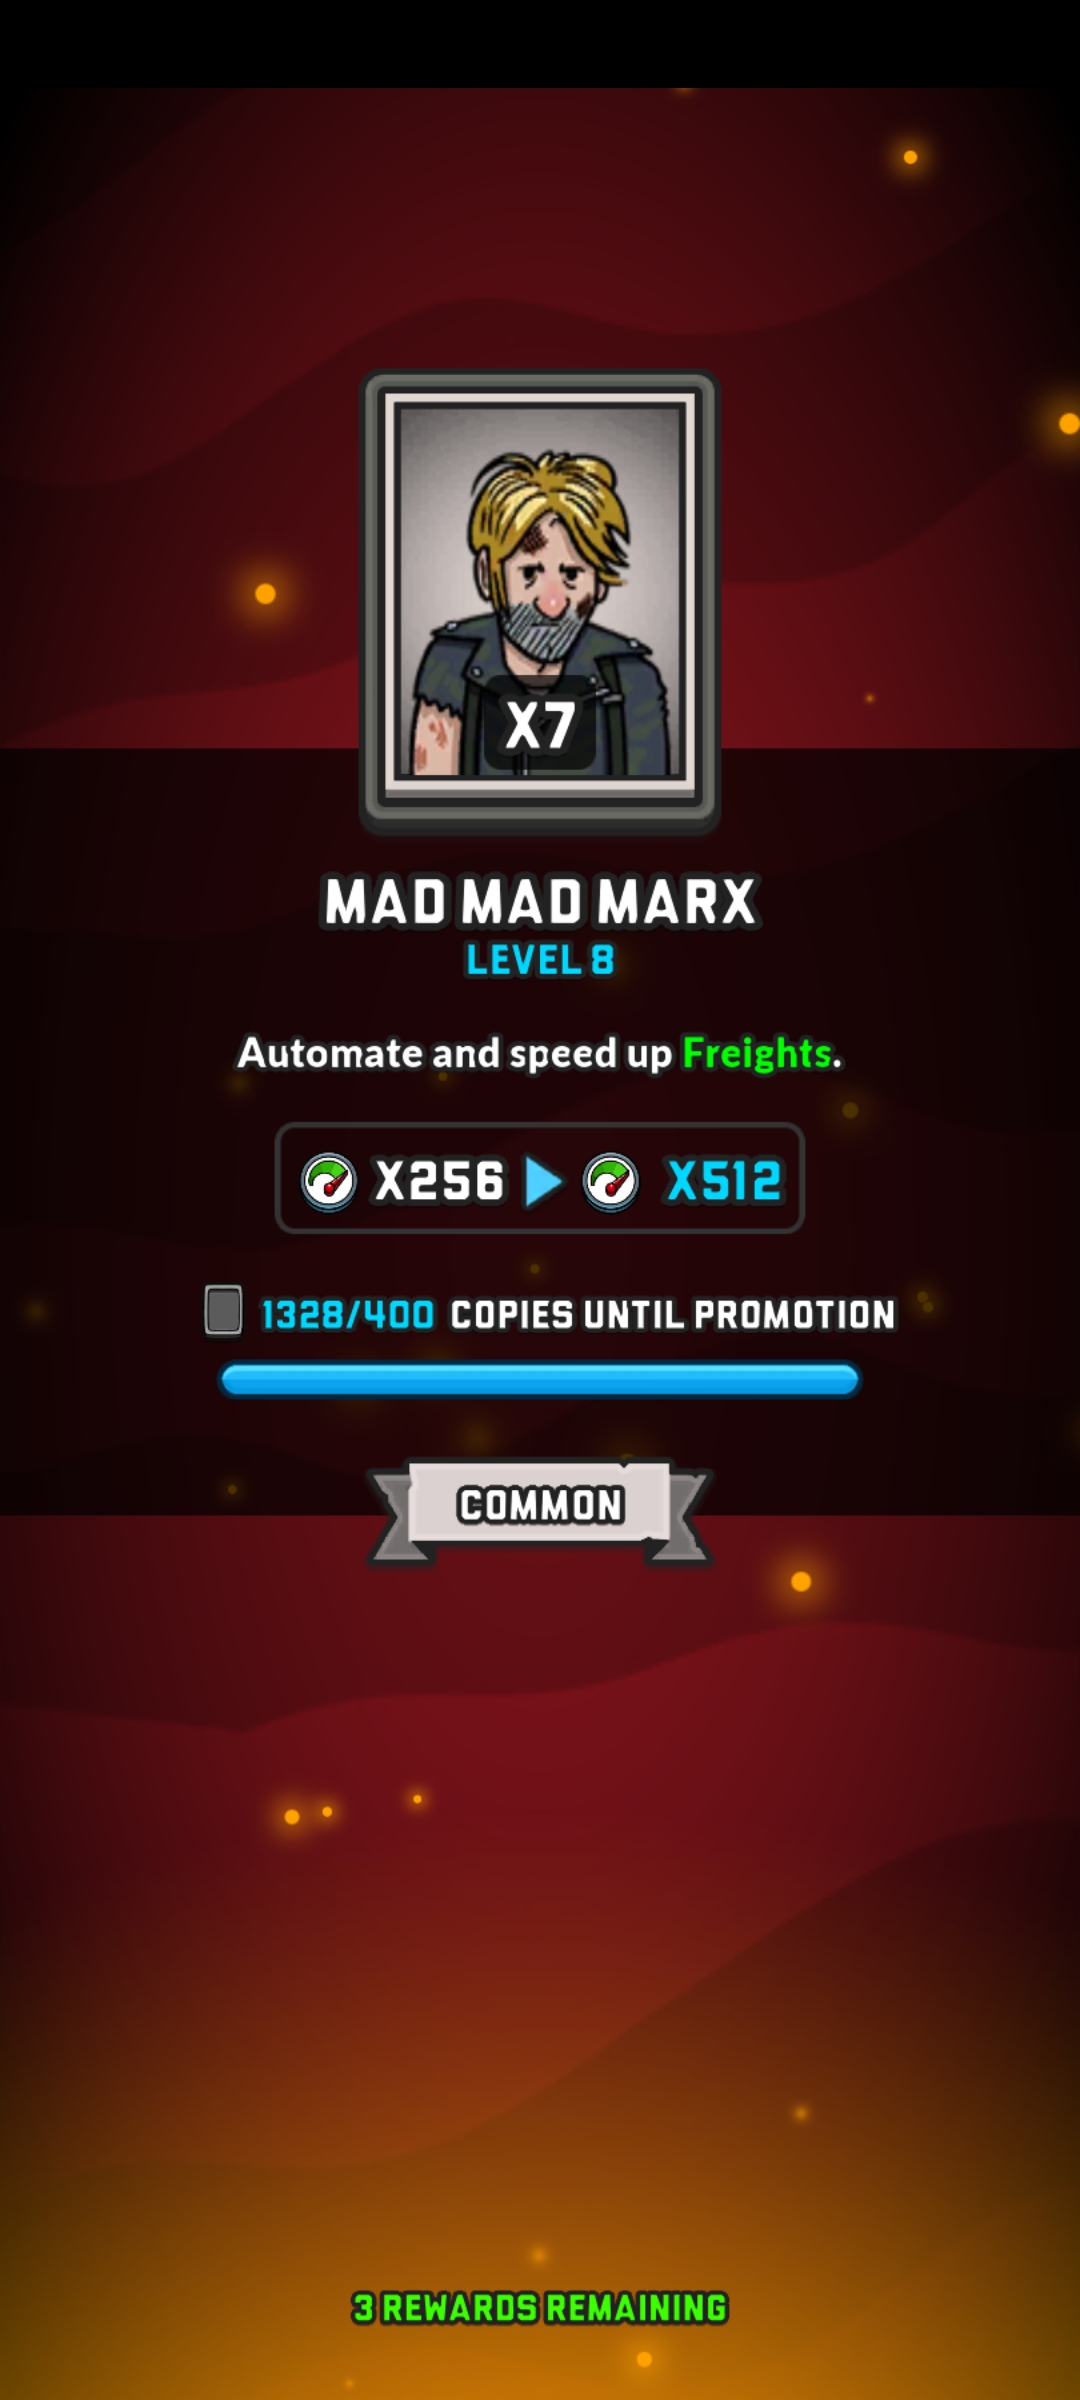 X7
MAD MAD MARX
LEVEL 8
Automate and speed up Freights.
X256 X512
1328/400 COPIES UNTIL PROMOTION
COMMON
3 REWARDS REMAINING